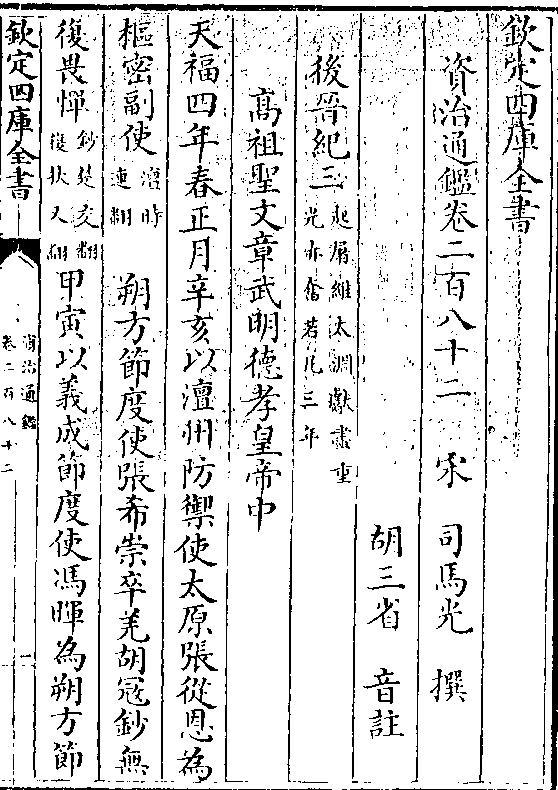 欽定四庫全書
資治通鑑卷二百八十二　宋　司馬光　撰
胡三省　音註
後晉紀三起屠維大淵獻盡重光赤奮若凡三年
高祖聖文章武明德孝皇帝中
天福四年春正月辛亥以澶州防禦使太原張從恩為
樞密副使澶時連翻　朔方節度使張希崇卒羌胡寇鈔無
復畏憚鈔楚交翻復扶又翻甲寅以義成節度使馮暉為朔方節
欽定四庫全書
資治通鑑
卷二百八十二
一